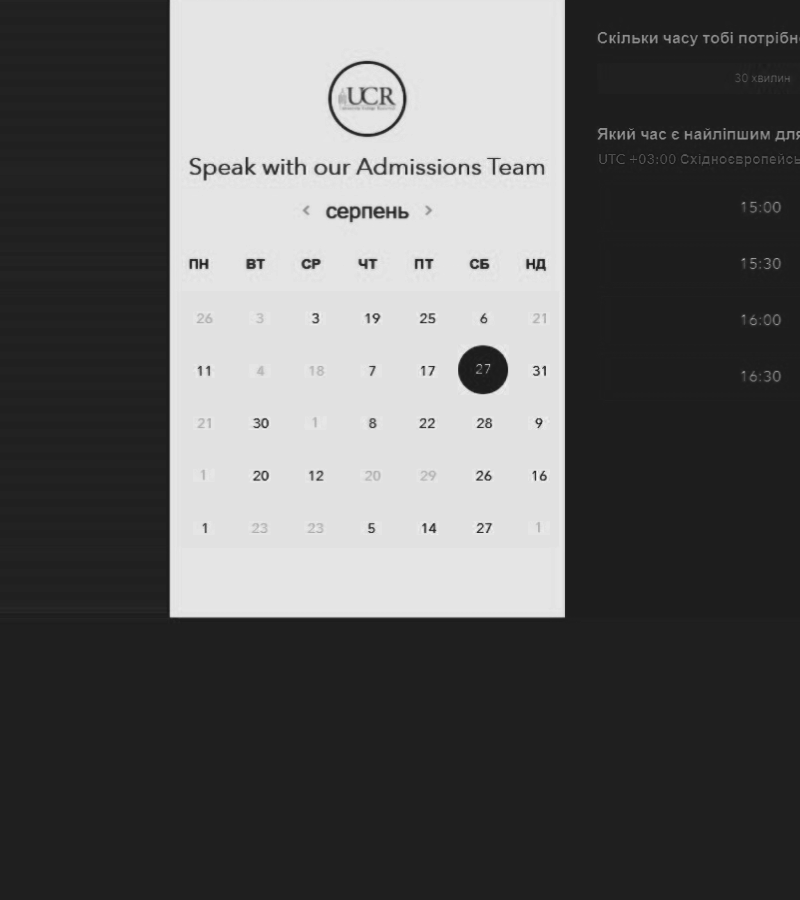 UCR
Speak with our Admissions Team
< серпень >
ПН ВТ СР ЧТ ПТ СБ НД
26 3 3 19 25 6 21
11 4 18 7 17 27 31
21 30 1 8 22 28 9
1 20 12 20 29 26 16
1 23 23 5 14 27 1
Скільки часу тобі потрібн
30 хвилин
Який час є найліпшим для
UTC +03:00 Східноєвропейсь
15:00
15:30
16:00
16:30